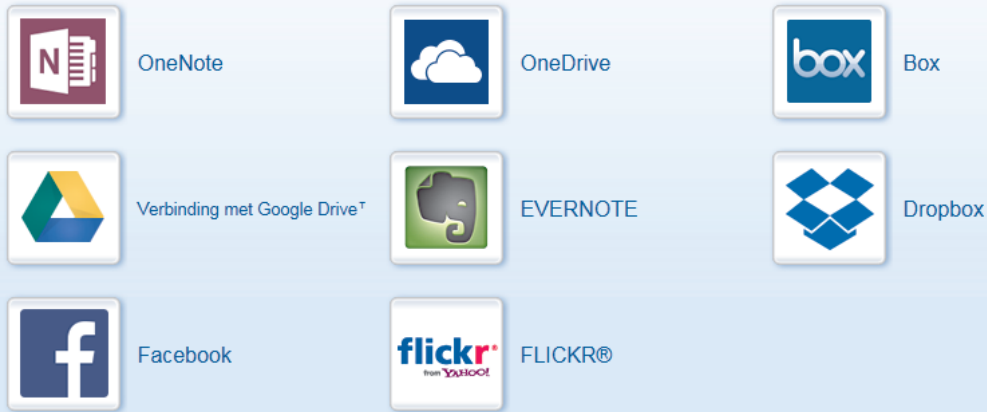 N
OneNote
OneDrive
box
Box
Verbinding met Google Drive™
EVERNOTE
Dropbox
f
Facebook
flickr®
from YAHOO!
FLICKR®